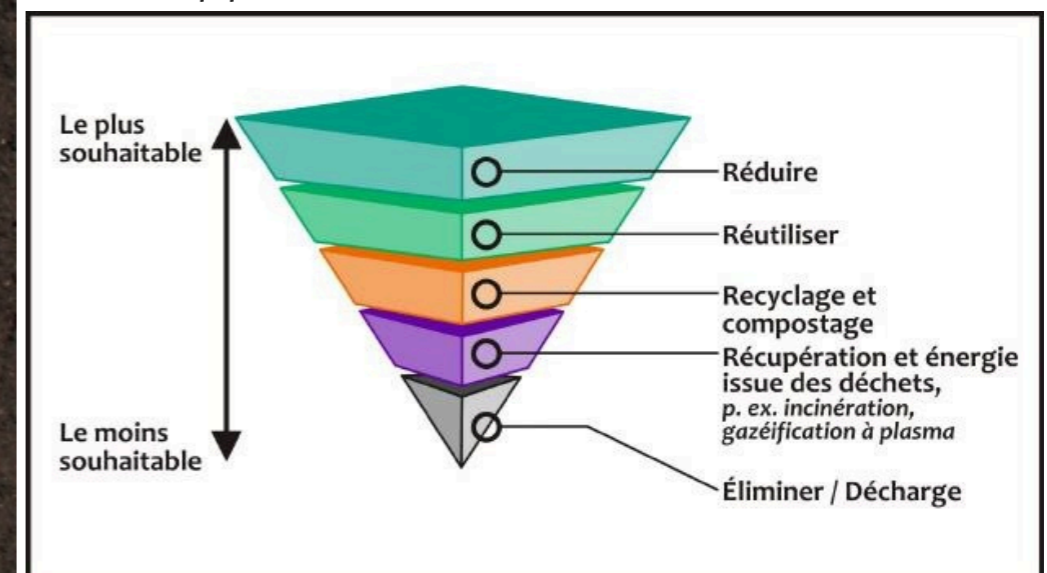 Le plus
souhaitable
Réduire
Réutiliser
Recyclage et
compostage
Récupération et énergie
issue des déchets,
p. ex. incinération,
gazéification à plasma
Le moins
souhaitable
Éliminer / Décharge